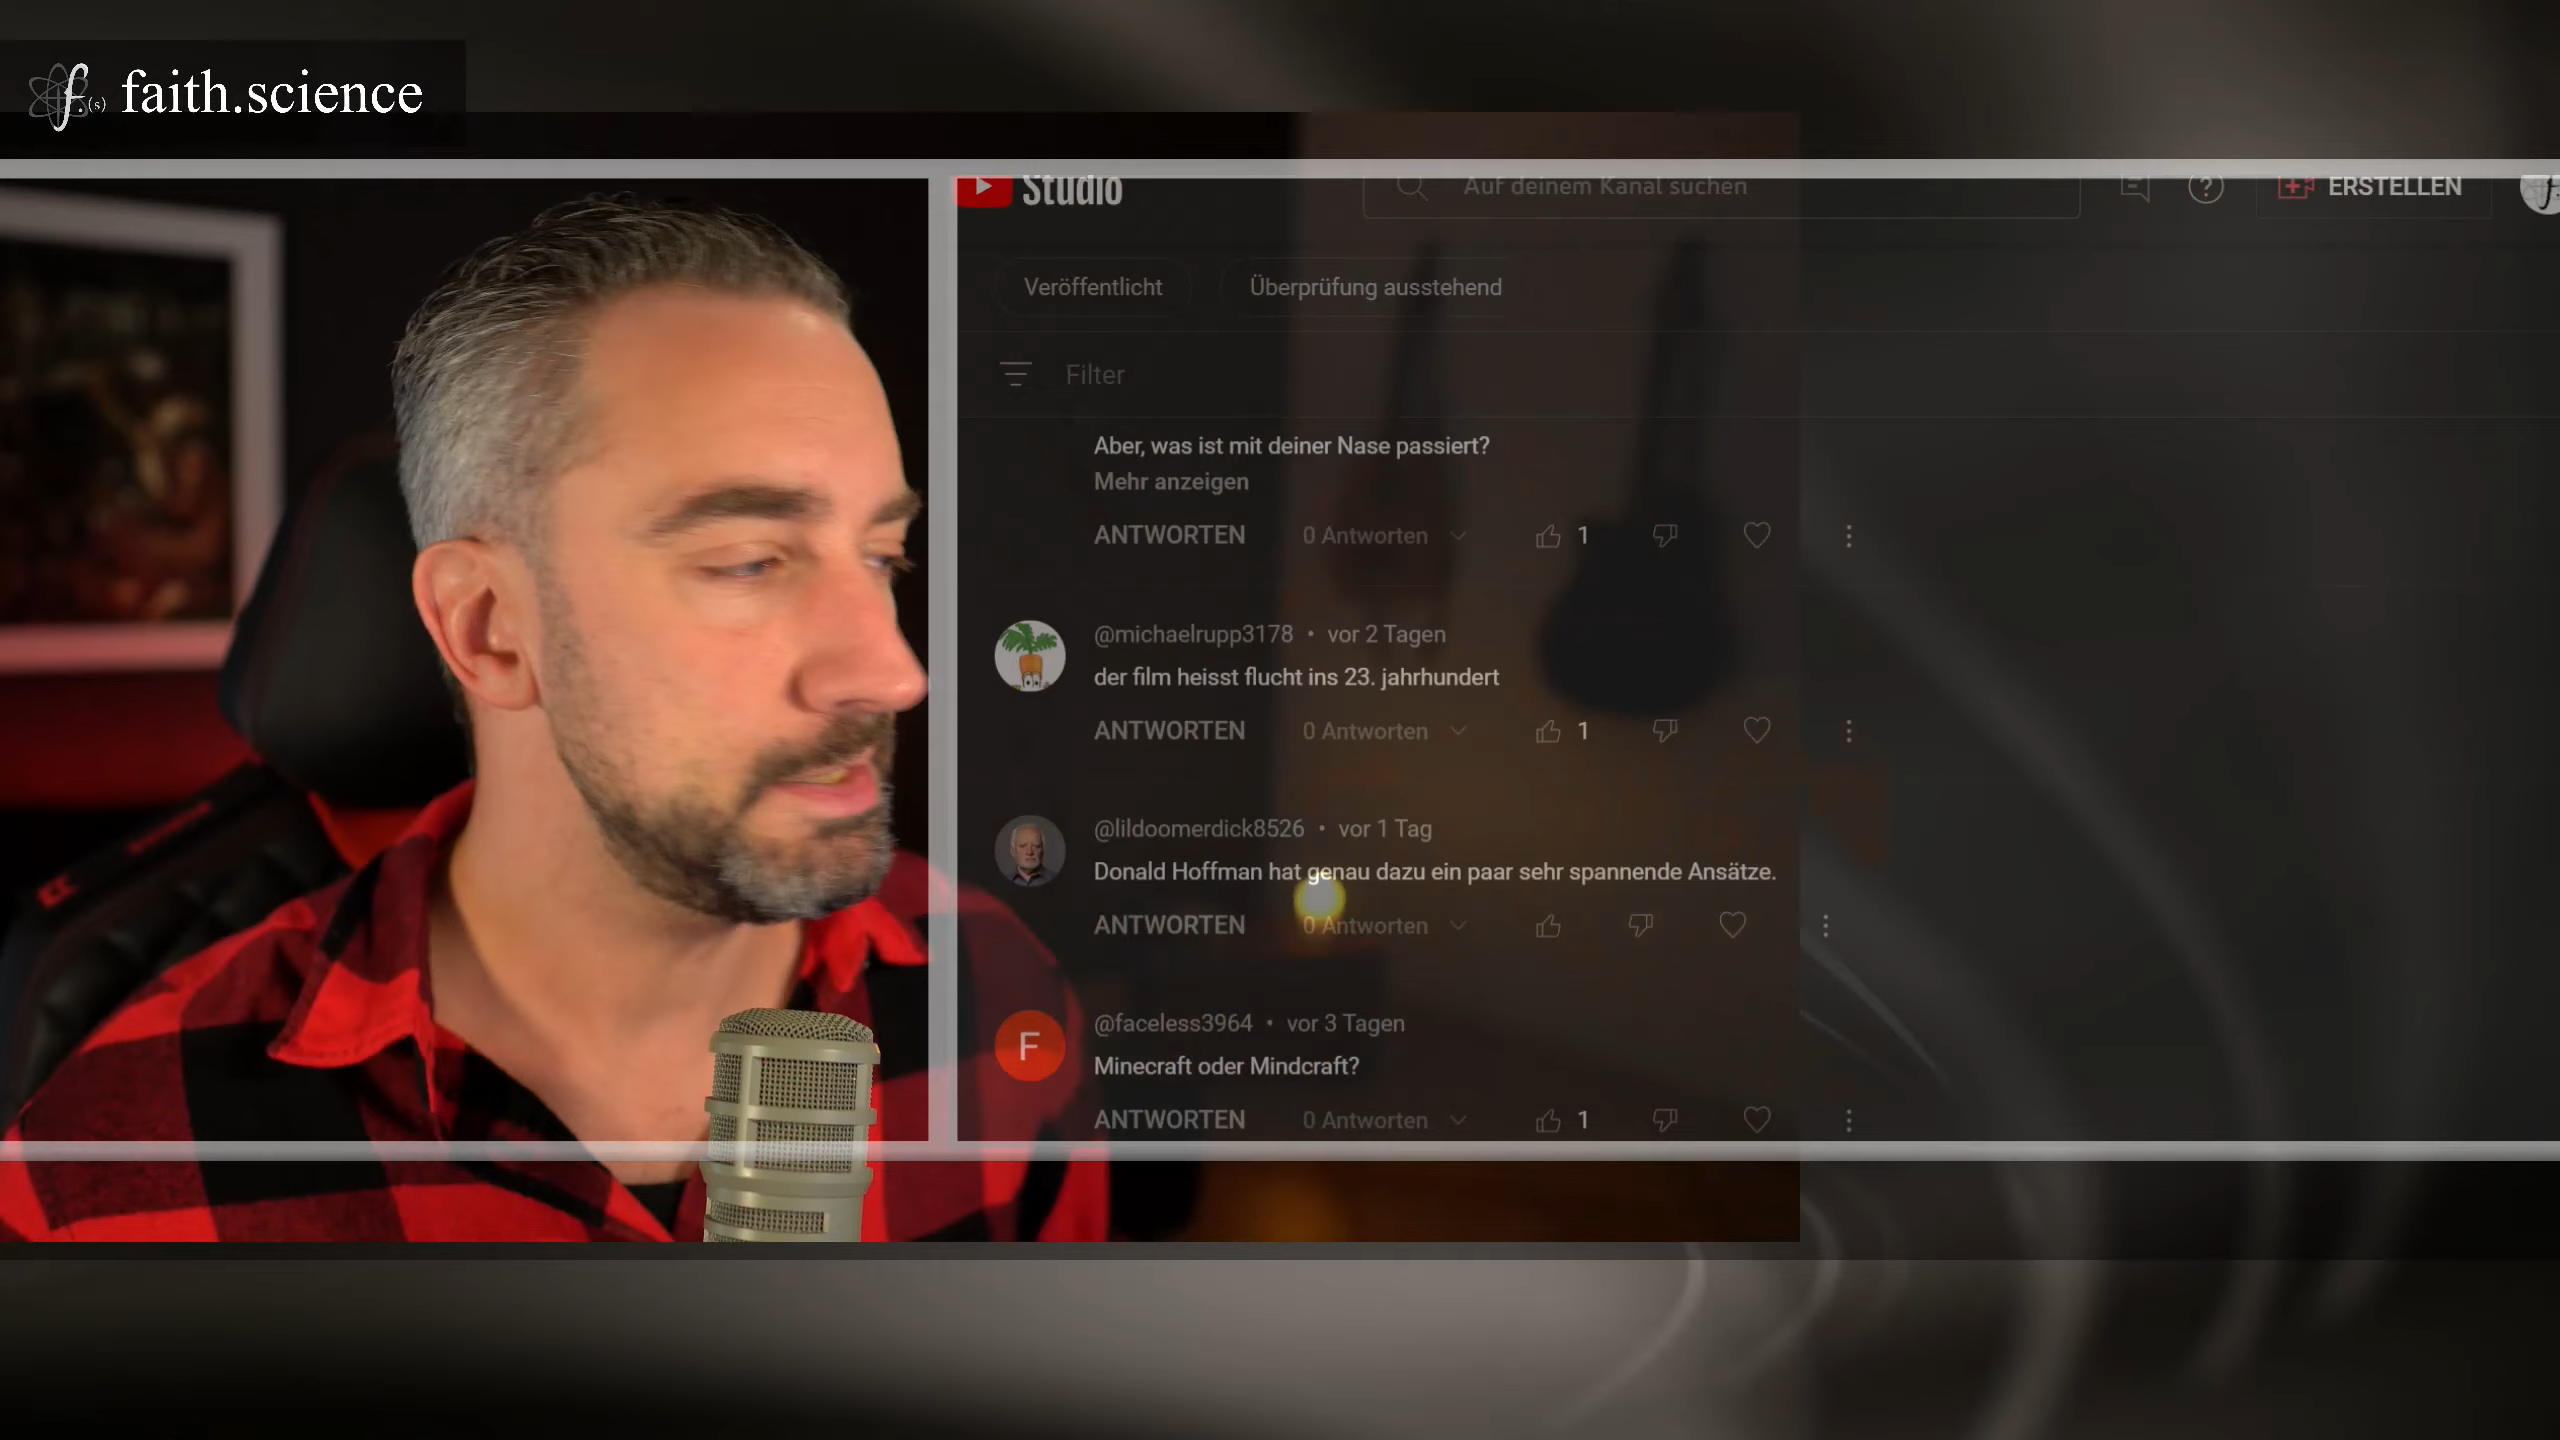 f.(s) faith.science
Studio
Auf deinem Kanal suchen
ERSTELLEN
Veröffentlicht
Überprüfung ausstehend
Filter
Aber, was ist mit deiner Nase passiert?
Mehr anzeigen
ANTWORTEN 0 Antworten 1
@michaelrupp3178 • vor 2 Tagen
der film heisst flucht ins 23. jahrhundert
ANTWORTEN 0 Antworten 1
@lildoomerdick8526 • vor 1 Tag
Donald Hoffman hat genau dazu ein paar sehr spannende Ansätze.
ANTWORTEN 0 Antworten
F
@faceless3964 • vor 3 Tagen
Minecraft oder Mindcraft?
ANTWORTEN 0 Antworten 1